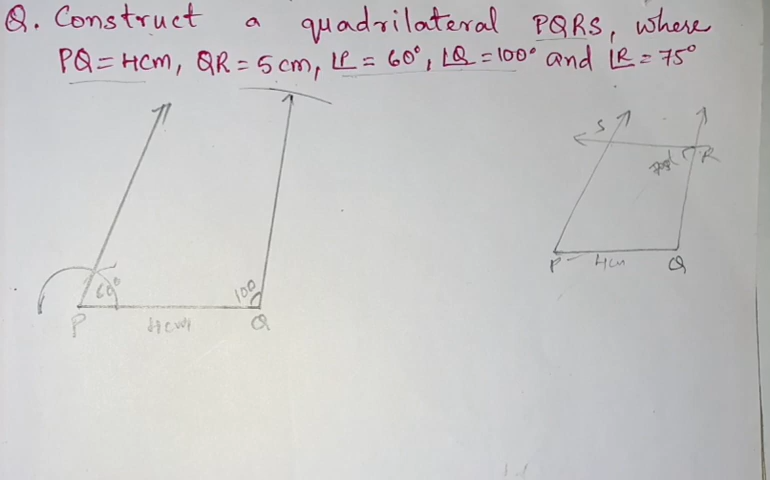 Q. Construct a quadrilateral PQRS, where
PQ = 4cm, QR = 5 cm, ∠P = 60°, ∠Q = 100° and ∠R = 75°
60°
100
P
4cm
Q
S
R
P
4cm
Q